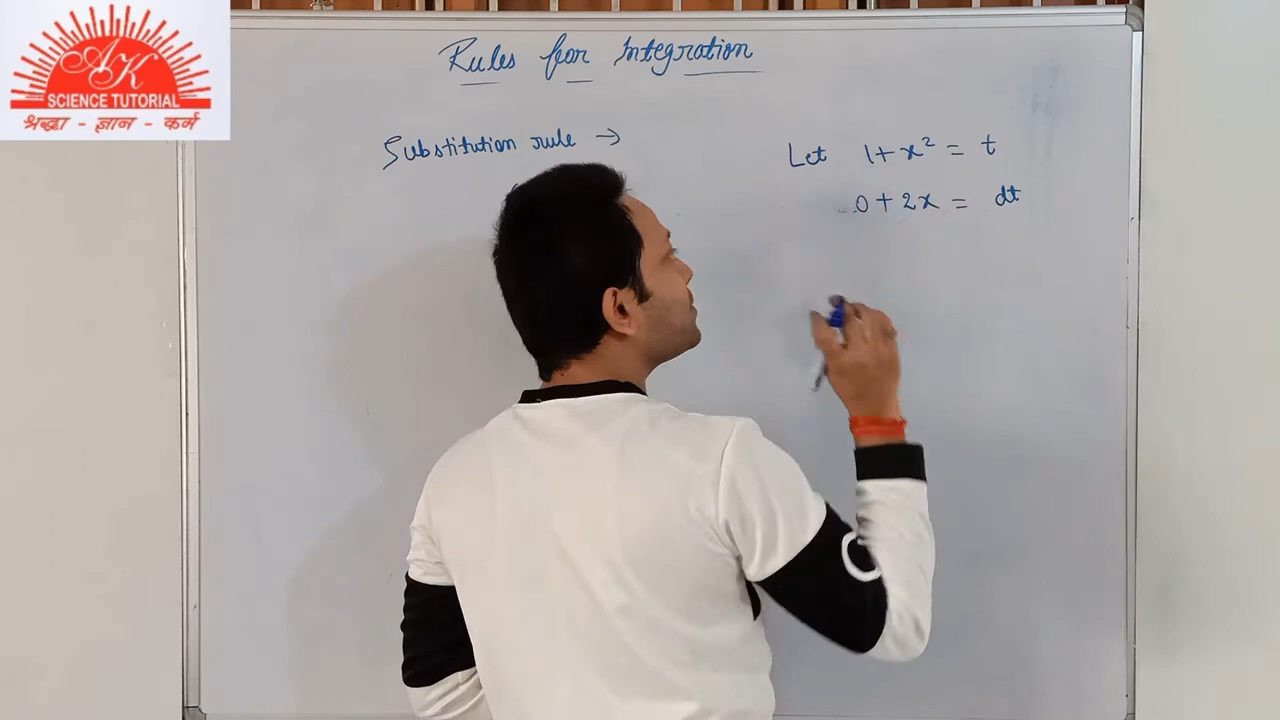 AK
SCIENCE TUTORIAL
श्रद्धा - ज्ञान - कर्म
Rules for Integration
Substitution rule →
Let 1+x² = t
0+2x = dt